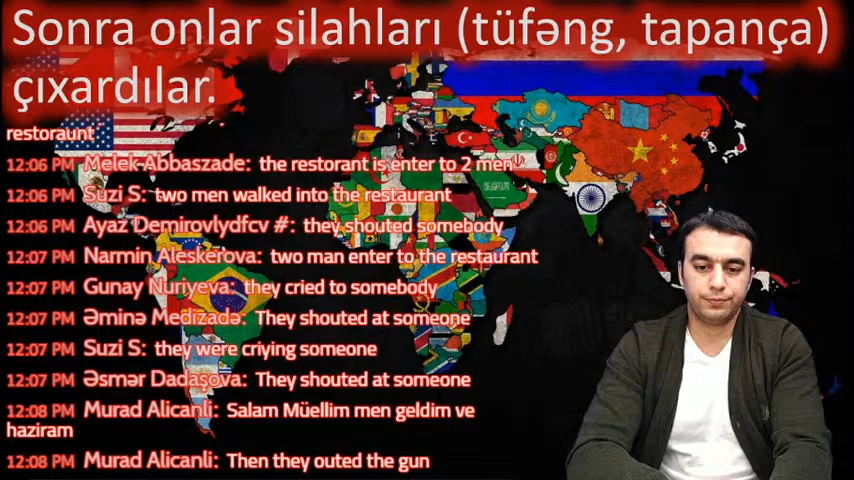 Sonra onlar silahları (tüfəng, tapança)
çıxardılar.
restoraunt
12:06 PM Melek Abbaszade: the restorant is enter to 2 men
12:06 PM Suzi S: two men walked into the restaurant
12:06 PM Ayaz Demirovlydfcv #: they shouted somebody
12:07 PM Narmin Aleskerova: two man enter to the restaurant
12:07 PM Gunay Nuriyeva: they cried to somebody
12:07 PM Əminə Medizadə: They shouted at someone
12:07 PM Suzi S: they were criying someone
12:07 PM Əsmər Dadaşova: They shouted at someone
12:08 PM Murad Alicanli: Salam Müellim men geldim ve
haziram
12:08 PM Murad Alicanli: Then they outed the gun